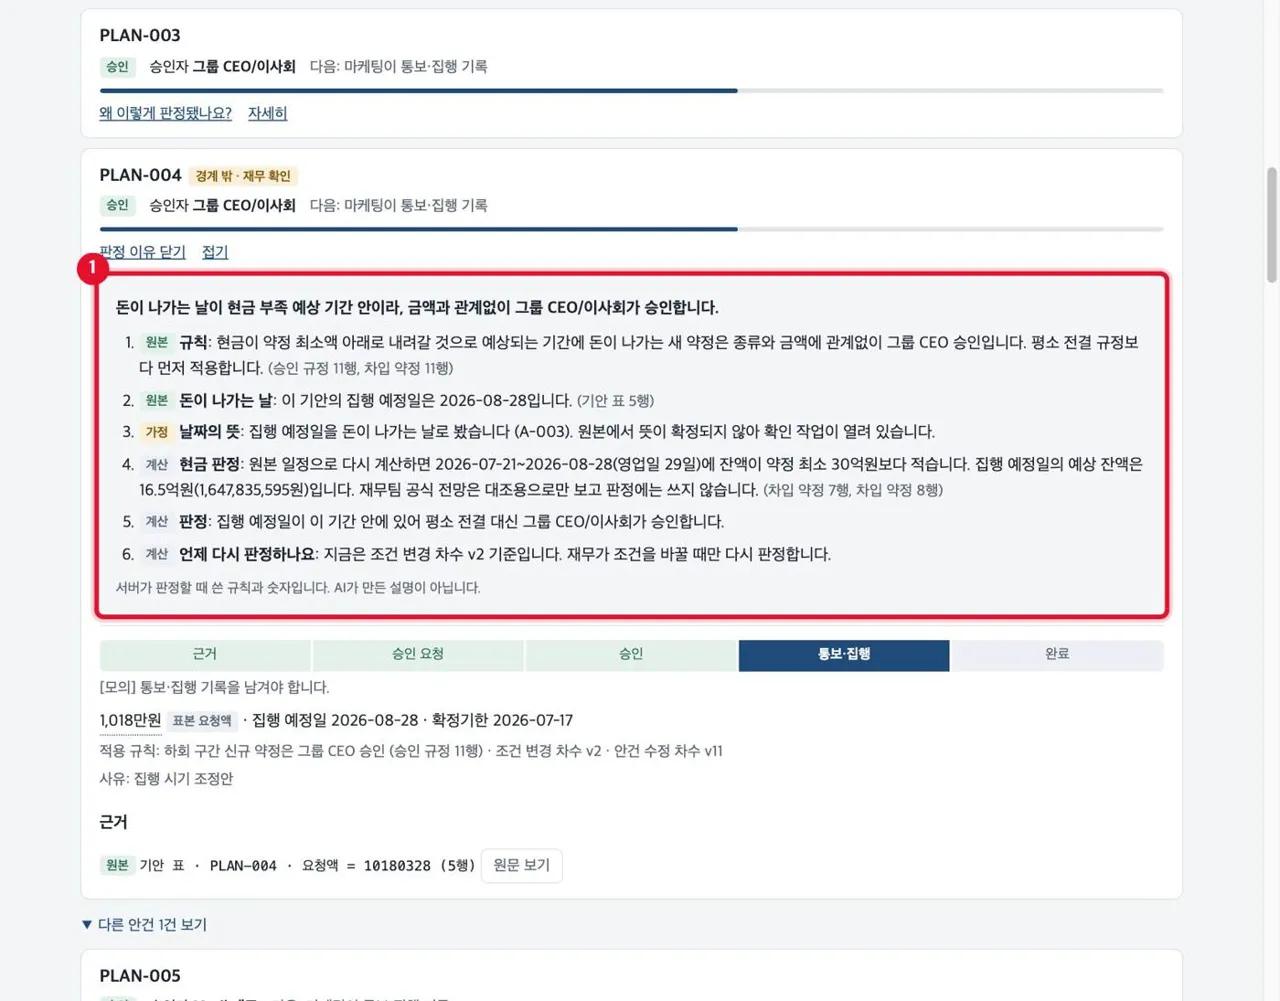 PLAN-003
승인 승인자 그룹 CEO/이사회 다음: 마케팅이 통보·집행 기록
왜 이렇게 판정됐나요? 자세히
PLAN-004 경계 밖 · 재무 확인
승인 승인자 그룹 CEO/이사회 다음: 마케팅이 통보·집행 기록
판정 이유 닫기 접기
1
돈이 나가는 날이 현금 부족 예상 기간 안이라, 금액과 관계없이 그룹 CEO/이사회가 승인합니다.
1. 원본 규칙: 현금이 약정 최소액 아래로 내려갈 것으로 예상되는 기간에 돈이 나가는 새 약정은 종류와 금액에 관계없이 그룹 CEO 승인입니다. 평소 전결 규정보
다 먼저 적용합니다. (승인 규정 11행, 차입 약정 11행)
2. 원본 돈이 나가는 날: 이 기안의 집행 예정일은 2026-08-28입니다. (기안 표 5행)
3. 가정 날짜의 뜻: 집행 예정일을 돈이 나가는 날로 봤습니다 (A-003). 원본에서 뜻이 확정되지 않아 확인 작업이 열려 있습니다.
4. 계산 현금 판정: 원본 일정으로 다시 계산하면 2026-07-21~2026-08-28(영업일 29일)에 잔액이 약정 최소 30억원보다 적습니다. 집행 예정일의 예상 잔액은
16.5억원(1,647,835,595원)입니다. 재무팀 공식 전망은 대조용으로만 보고 판정에는 쓰지 않습니다. (차입 약정 7행, 차입 약정 8행)
5. 계산 판정: 집행 예정일이 이 기간 안에 있어 평소 전결 대신 그룹 CEO/이사회가 승인합니다.
6. 계산 언제 다시 판정하나요: 지금은 조건 변경 차수 v2 기준입니다. 재무가 조건을 바꿀 때만 다시 판정합니다.
서버가 판정할 때 쓴 규칙과 숫자입니다. AI가 만든 설명이 아닙니다.
근거 승인 요청 승인 통보·집행 완료
[모의] 통보·집행 기록을 남겨야 합니다.
1,018만원 표본 요청액 · 집행 예정일 2026-08-28 · 확정기한 2026-07-17
적용 규칙: 하회 구간 신규 약정은 그룹 CEO 승인 (승인 규정 11행) · 조건 변경 차수 v2 · 안건 수정 차수 v11
사유: 집행 시기 조정안
근거
원본 기안 표 · PLAN-004 · 요청액 = 10180328 (5행) 원문 보기
▼ 다른 안건 1건 보기
PLAN-005